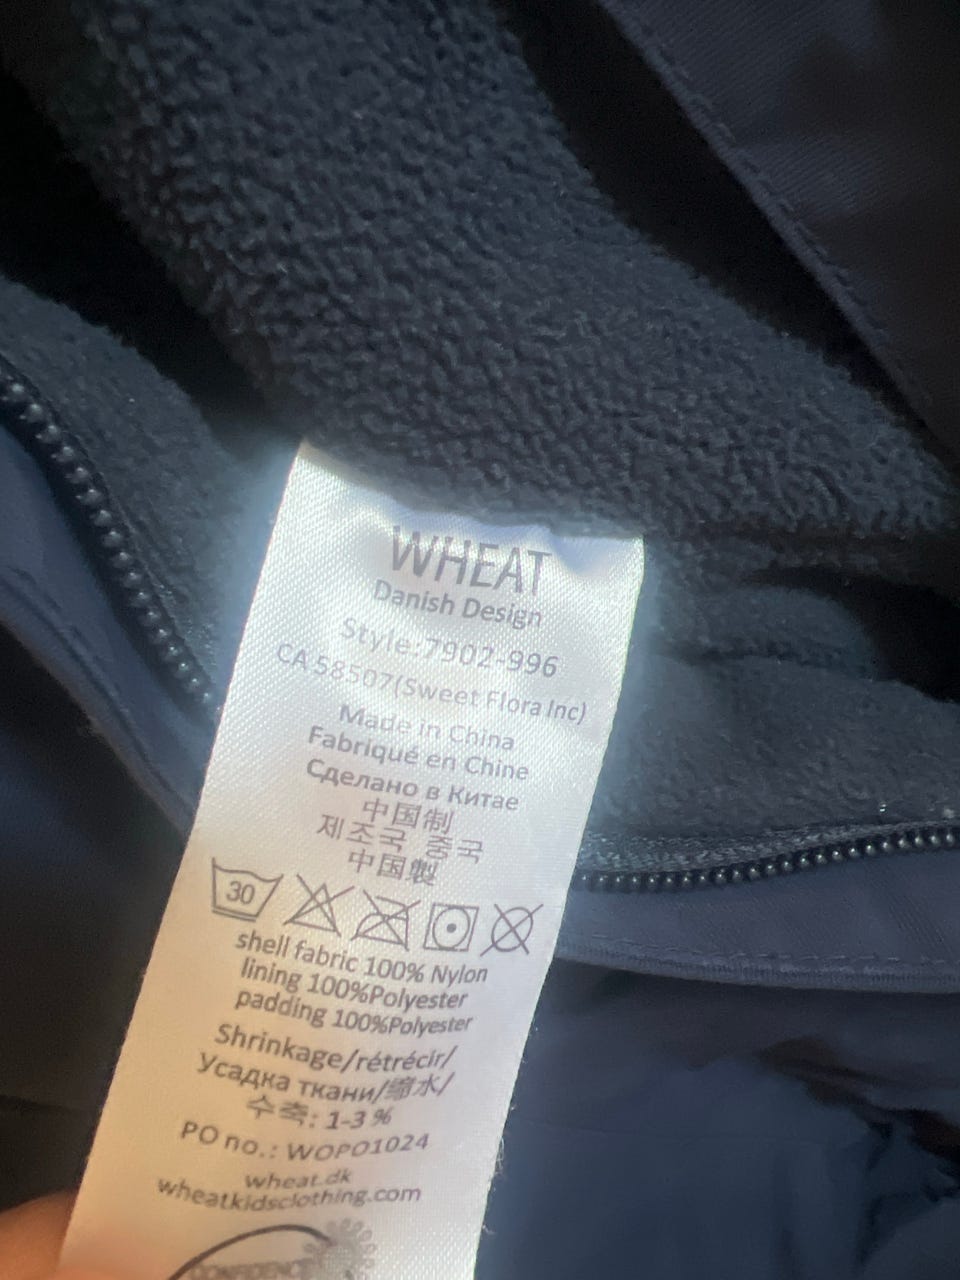 WHEAT
Danish Design
Style:7902-996
CA 58507(Sweet Flora Inc)
Made in China
Fabriqué en Chine
Сделано в Китае
中国制
제조국 중국
中国製
30
shell fabric 100% Nylon
lining 100%Polyester
padding 100%Polyester
Shrinkage/rétrécir/
Усадка ткани/缩水/
수축: 1-3 %
PO no.: WOPO1024
wheat.dk
wheatkidsclothing.com
CONFIDENCE